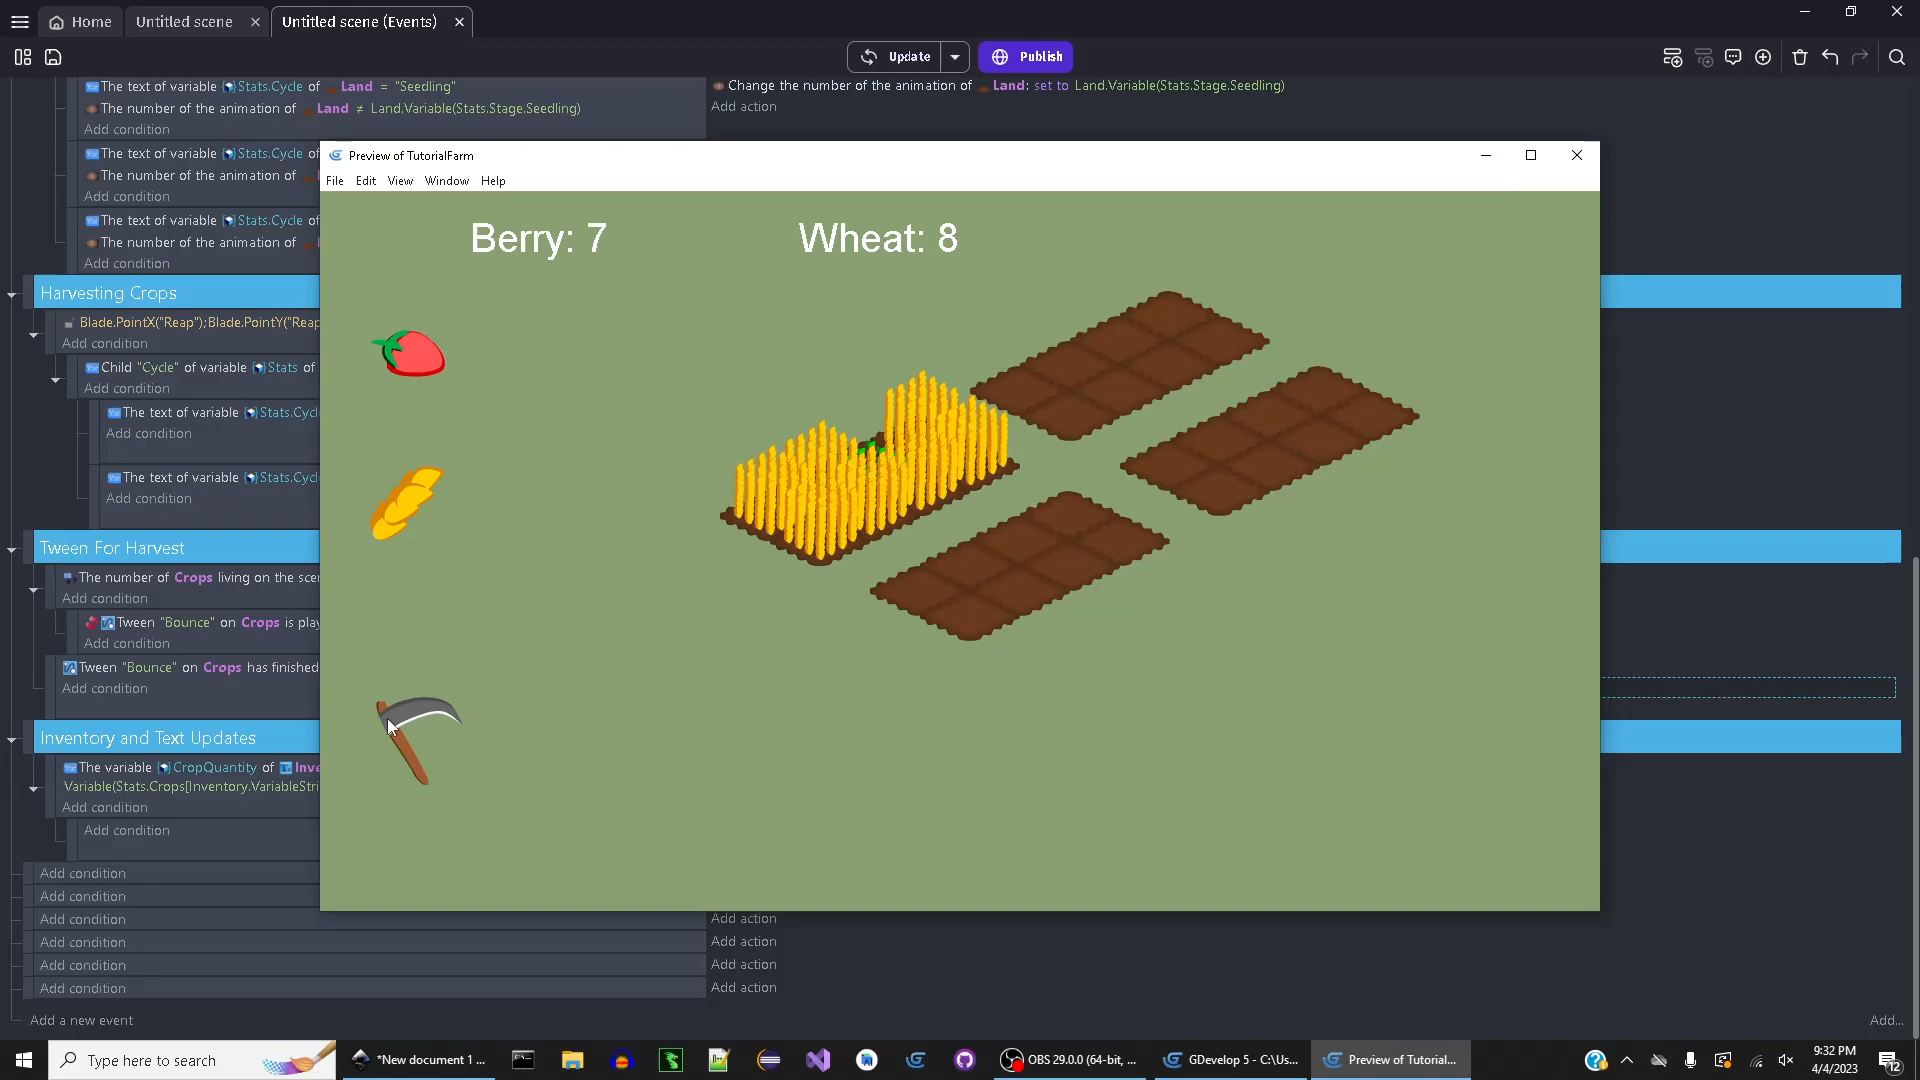 Home
Untitled scene
Untitled scene (Events)
Update
Publish
The text of variable Stats.Cycle of Land = "Seedling"
Change the number of the animation of Land: set to Land.Variable(Stats.Stage.Seedling)
The number of the animation of Land ≠ Land.Variable(Stats.Stage.Seedling)
Add action
Add condition
The text of variable Stats.Cycle of
The number of the animation of
Add condition
The text of variable Stats.Cycle of
The number of the animation of
Add condition
Preview of TutorialFarm
File Edit View Window Help
Berry: 7
Wheat: 8
Harvesting Crops
Blade.PointX("Reap");Blade.PointY("Reap
Add condition
Child "Cycle" of variable Stats of
Add condition
The text of variable Stats.Cycl
Add condition
The text of variable Stats.Cycl
Add condition
Tween For Harvest
The number of Crops living on the scen
Add condition
Tween "Bounce" on Crops is play
Add condition
Tween "Bounce" on Crops has finished
Add condition
Inventory and Text Updates
The variable CropQuantity of Inve
Variable(Stats.Crops[Inventory.VariableStri
Add condition
Add condition
Add condition
Add condition
Add condition
Add action
Add condition
Add action
Add condition
Add action
Add condition
Add action
Add a new event
Add...
Type here to search
*New document 1 ...
OBS 29.0.0 (64-bit, ...
GDevelop 5 - C:\Us...
Preview of Tutorial...
9:32 PM
4/4/2023
12